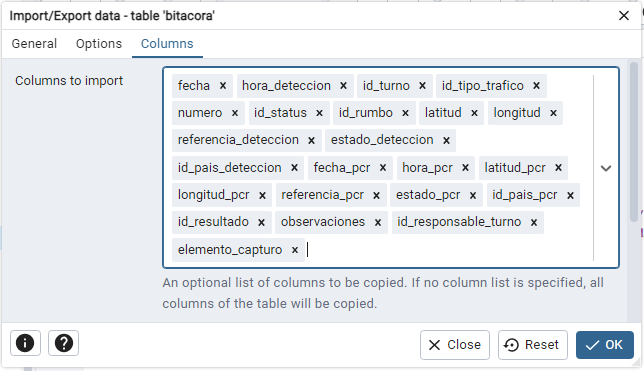 Import/Export data - table 'bitacora'
General Options Columns
Columns to import
fecha × hora_deteccion × id_turno × id_tipo_trafico ×
numero × id_status × id_rumbo × latitud × longitud ×
referencia_deteccion × estado_deteccion ×
id_pais_deteccion × fecha_pcr × hora_pcr × latitud_pcr ×
longitud_pcr × referencia_pcr × estado_pcr × id_pais_pcr ×
id_resultado × observaciones × id_responsable_turno ×
elemento_capturo ×
An optional list of columns to be copied. If no column list is specified, all
columns of the table will be copied.
Close Reset OK